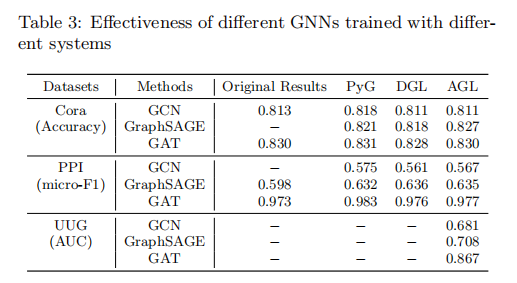 Table 3: Effectiveness of different GNNs trained with differ-
ent systems
Datasets Methods Original Results PyG DGL AGL
Cora GCN 0.813 0.818 0.811 0.811
(Accuracy) GraphSAGE – 0.821 0.818 0.827
GAT 0.830 0.831 0.828 0.830
PPI GCN – 0.575 0.561 0.567
(micro-F1) GraphSAGE 0.598 0.632 0.636 0.635
GAT 0.973 0.983 0.976 0.977
UUG GCN – – – 0.681
(AUC) GraphSAGE – – – 0.708
GAT – – – 0.867